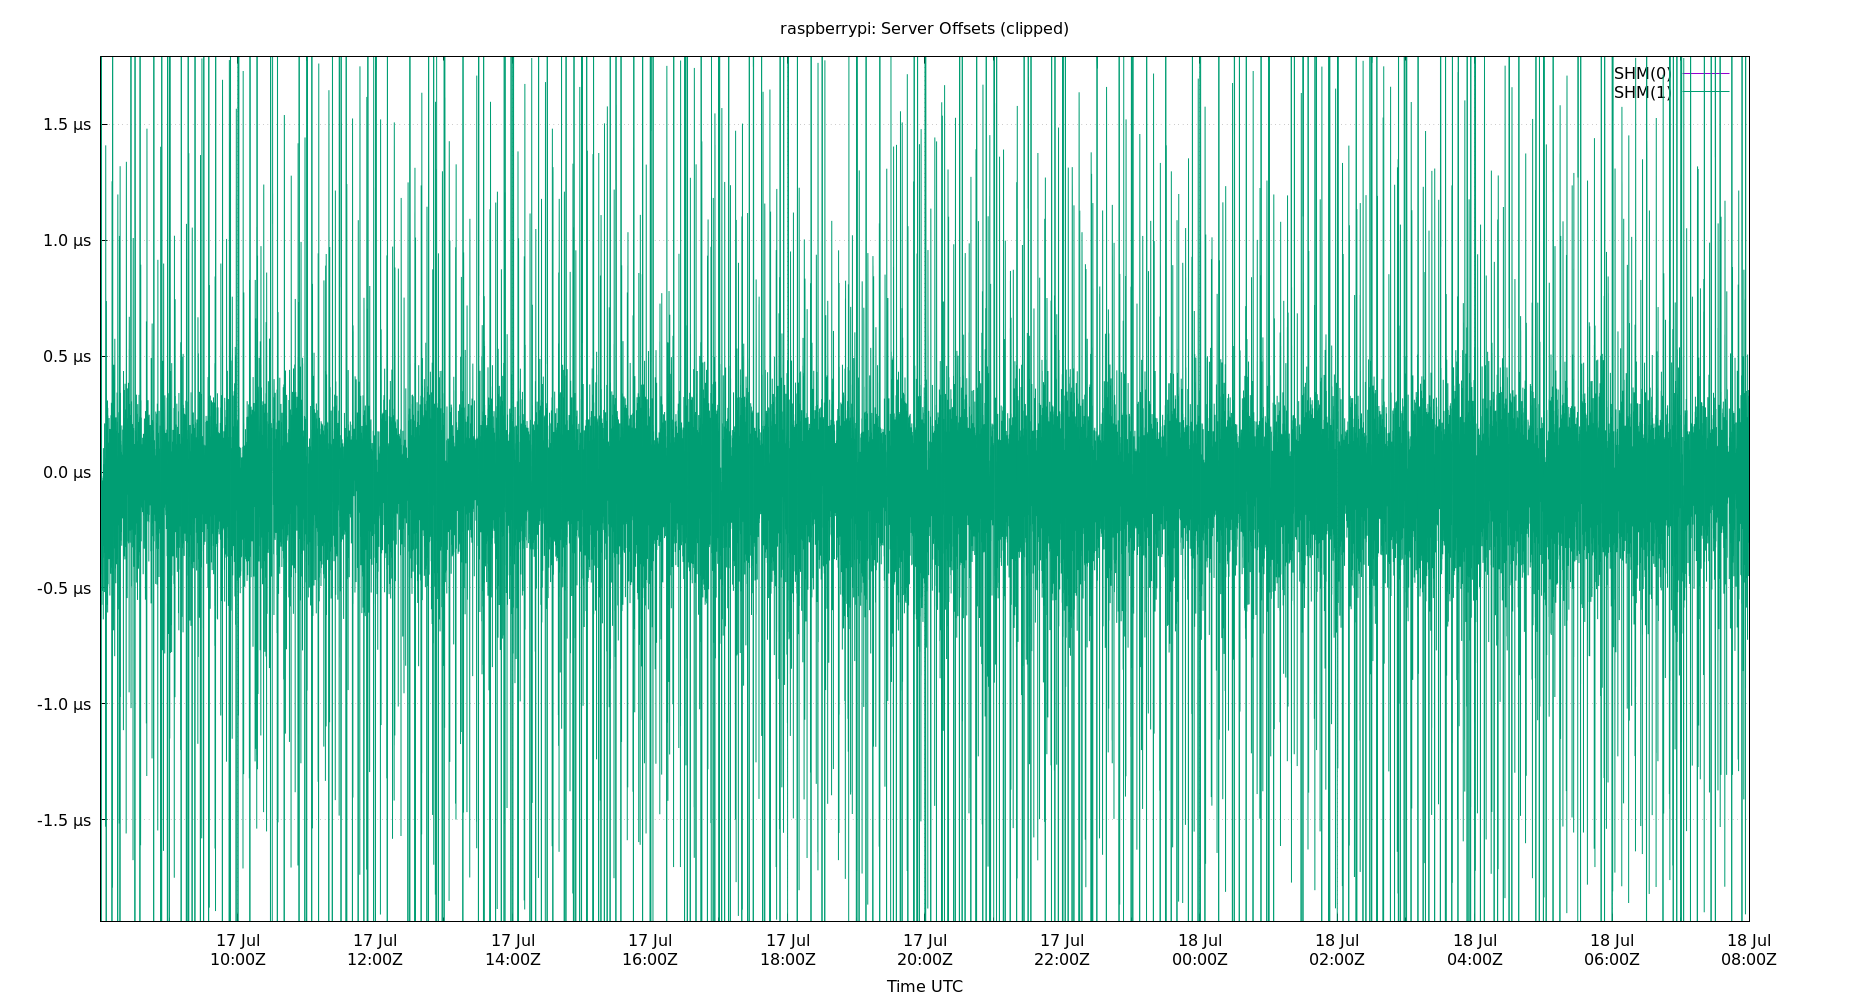 raspberrypi: Server Offsets (clipped)
SHM(0)
SHM(1)
1.5 µs
1.0 µs
0.5 µs
0.0 µs
-0.5 µs
-1.0 µs
-1.5 µs
17 Jul 17 Jul 17 Jul 17 Jul 17 Jul 17 Jul 17 Jul 18 Jul 18 Jul 18 Jul 18 Jul 18 Jul
10:00Z 12:00Z 14:00Z 16:00Z 18:00Z 20:00Z 22:00Z 00:00Z 02:00Z 04:00Z 06:00Z 08:00Z
Time UTC